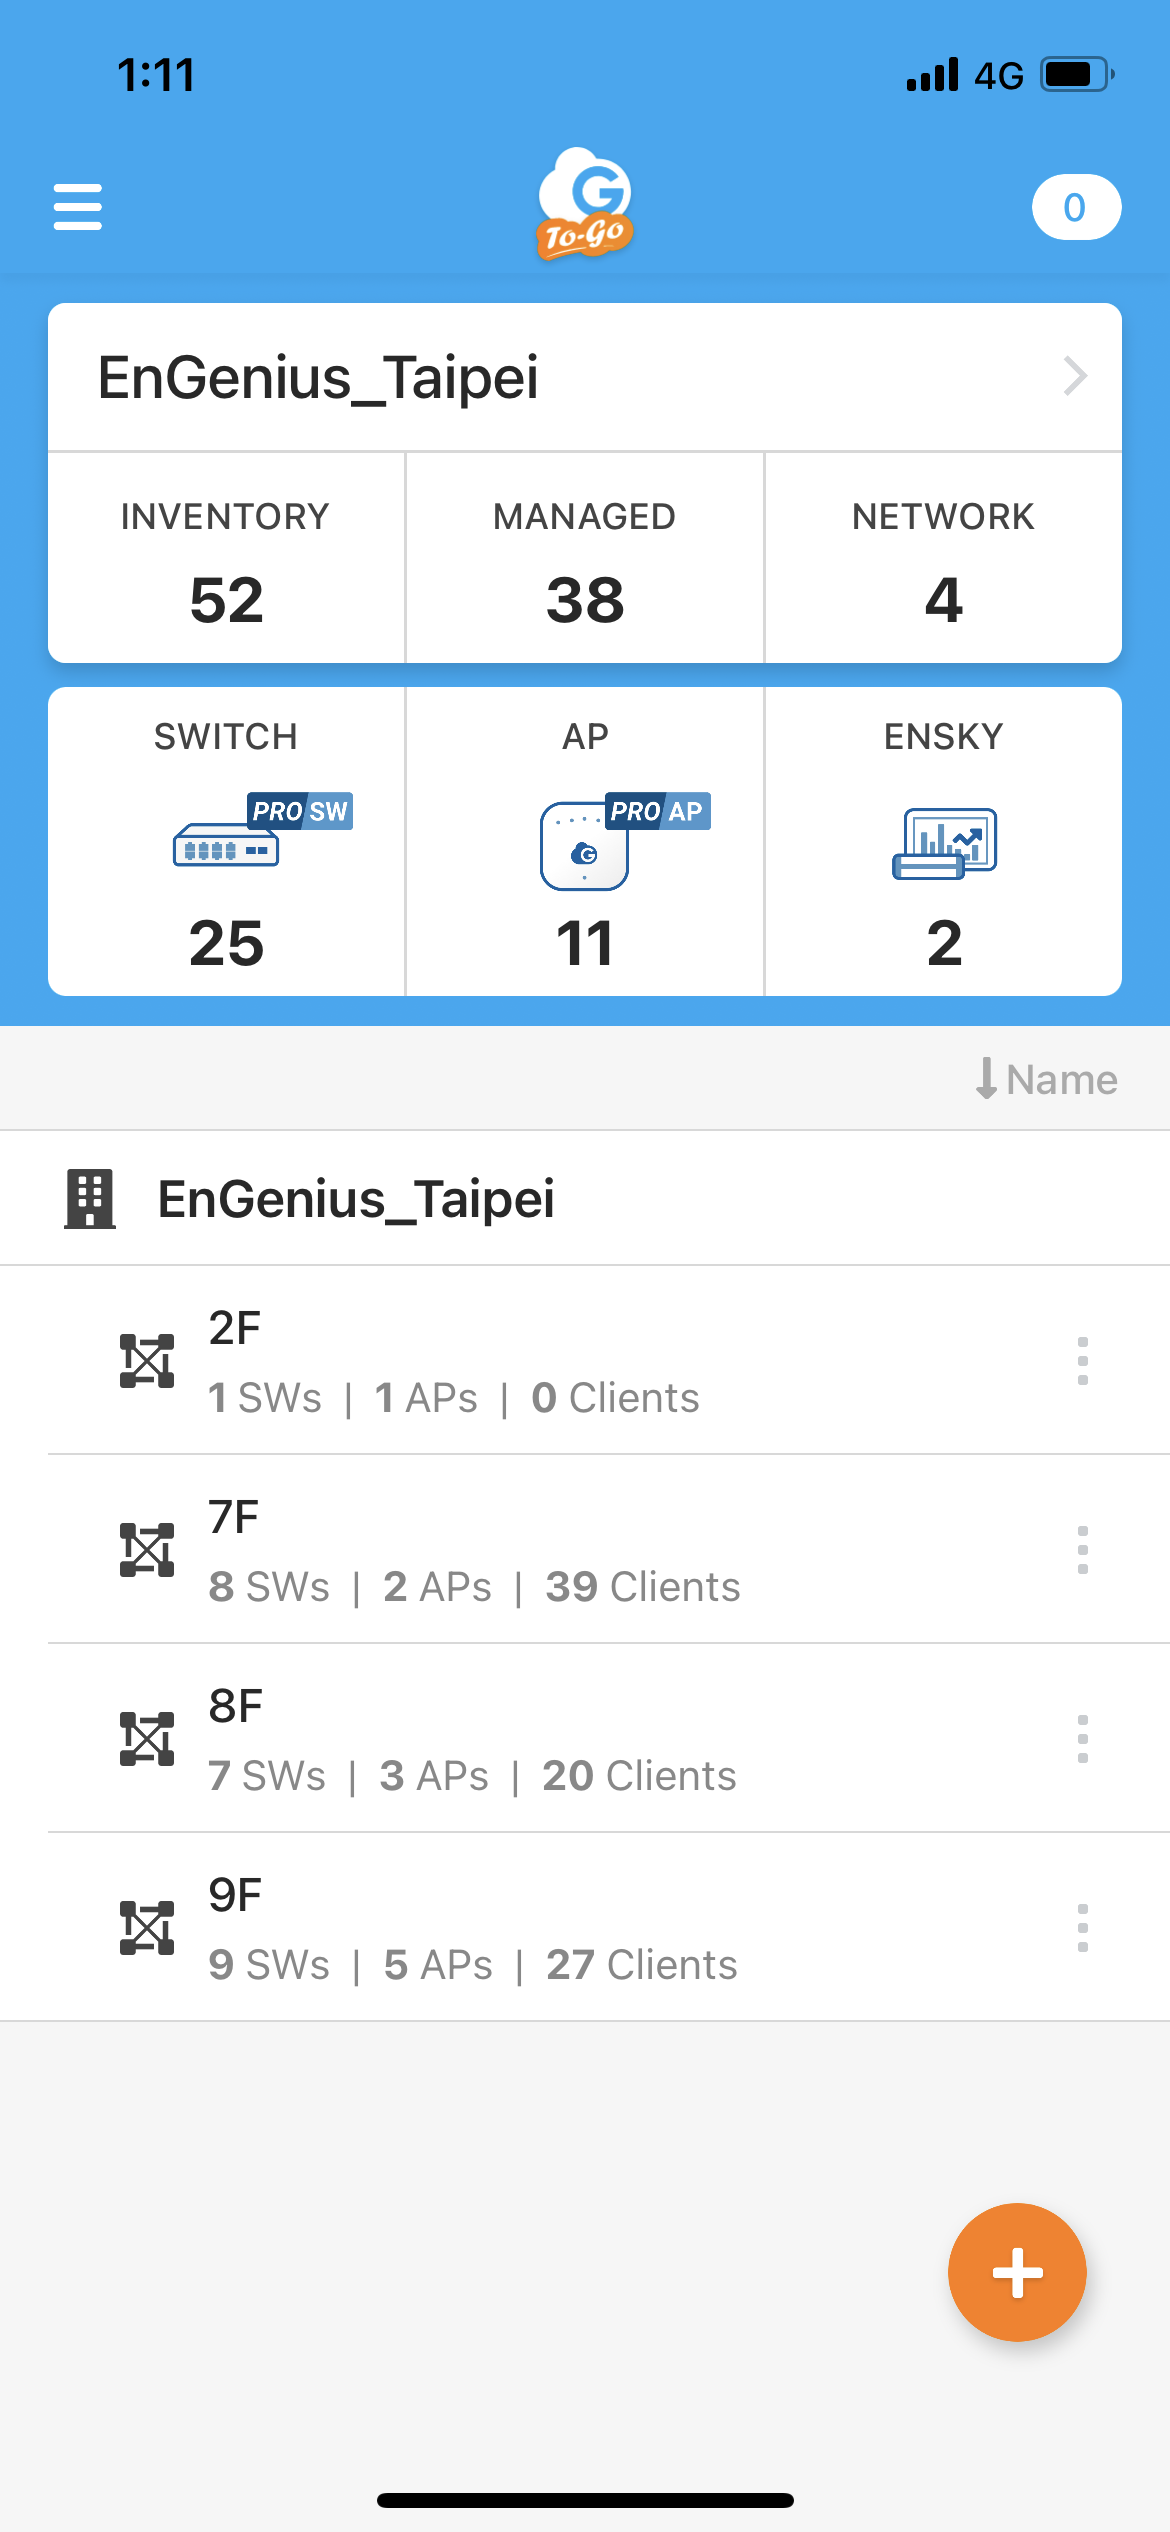 1:11
4G
G
To-Go
0
EnGenius_Taipei
INVENTORY
52
MANAGED
38
NETWORK
4
SWITCH
PRO SW
25
AP
PRO AP
G
11
ENSKY
2
Name
EnGenius_Taipei
2F
1 SWs | 1 APs | 0 Clients
7F
8 SWs | 2 APs | 39 Clients
8F
7 SWs | 3 APs | 20 Clients
9F
9 SWs | 5 APs | 27 Clients